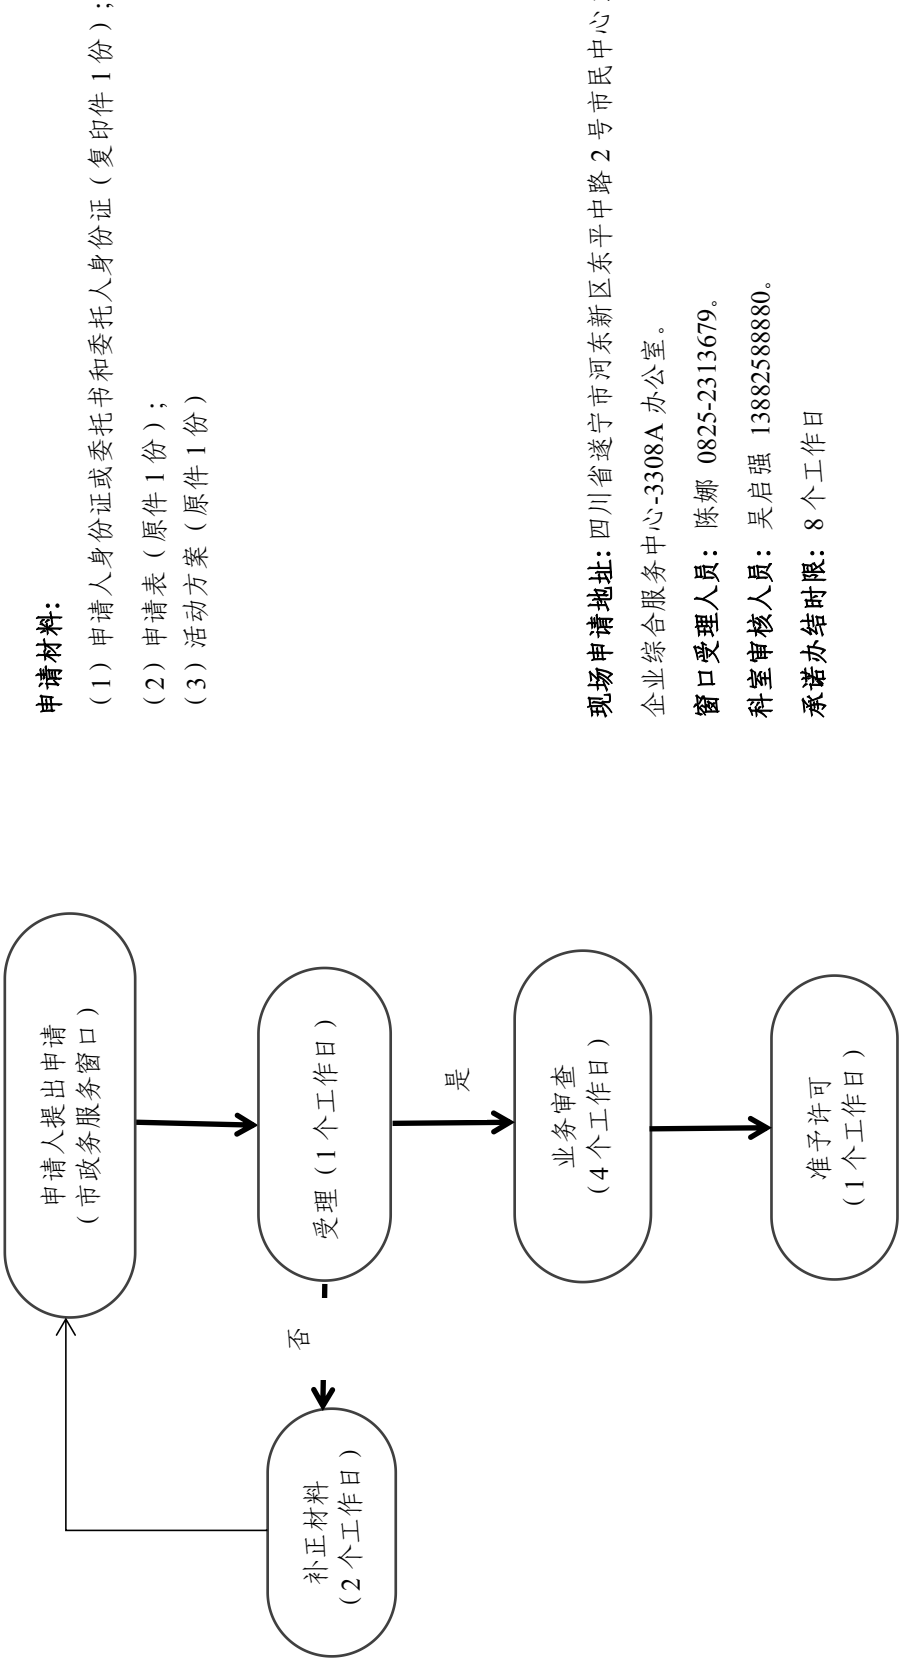 申请材料:
（1）申请人身份证或委托书和委托人身份证（复印件1份）;
（2）申请表（原件1份）;
（3）活动方案（原件1份）
现场申请地址: 四川省遂宁市河东新区东平中路2号市民中心
企业综合服务中心-3308A 办公室。
窗口受理人员: 陈娜 0825-2313679。
科室审核人员: 吴启强 13882588880。
承诺办结时限: 8个工作日
申请人提出申请
（市政务服务窗口）
受理（1个工作日）
否
是
补正材料
（2个工作日）
业务审查
（4个工作日）
准予许可
（1个工作日）